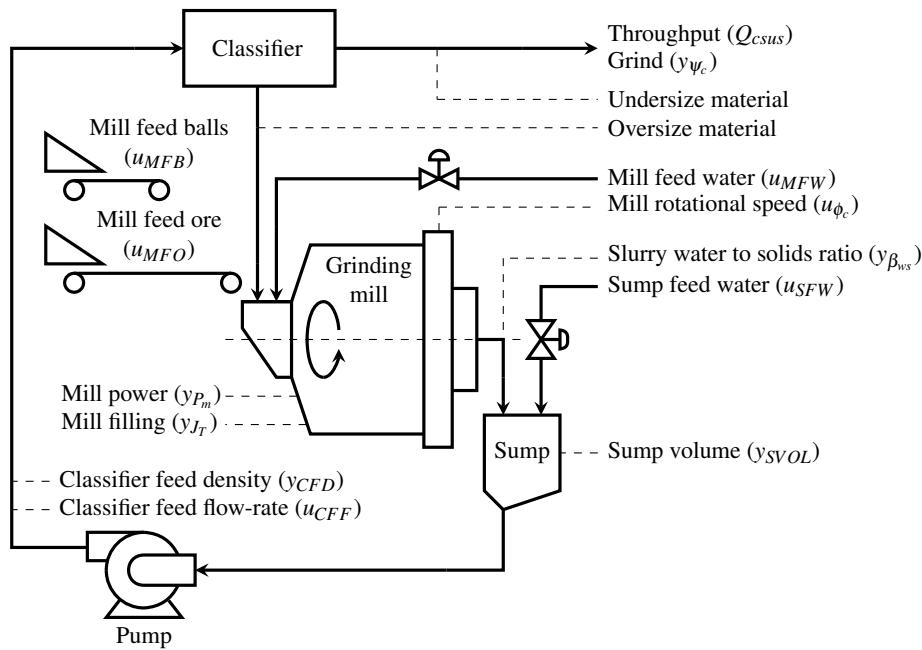 Classifier
Throughput (Q_csus)
Grind (y_ψc)
Undersize material
Oversize material
Mill feed balls
(u_MFB)
Mill feed water (u_MFW)
Mill rotational speed (u_ϕc)
Mill feed ore
(u_MFO)
Grinding
mill
Slurry water to solids ratio (y_βws)
Sump feed water (u_SFW)
Mill power (y_Pm)
Mill filling (y_JT)
Sump
Sump volume (y_SVOL)
Classifier feed density (y_CFD)
Classifier feed flow-rate (u_CFF)
Pump